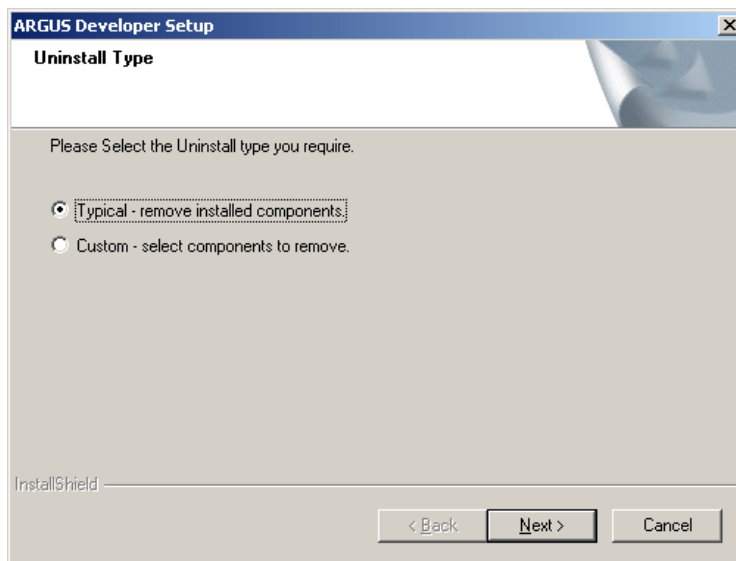 ARGUS Developer Setup
Uninstall Type
Please Select the Uninstall type you require.
Typical - remove installed components.
Custom - select components to remove.
InstallShield
< Back
Next >
Cancel